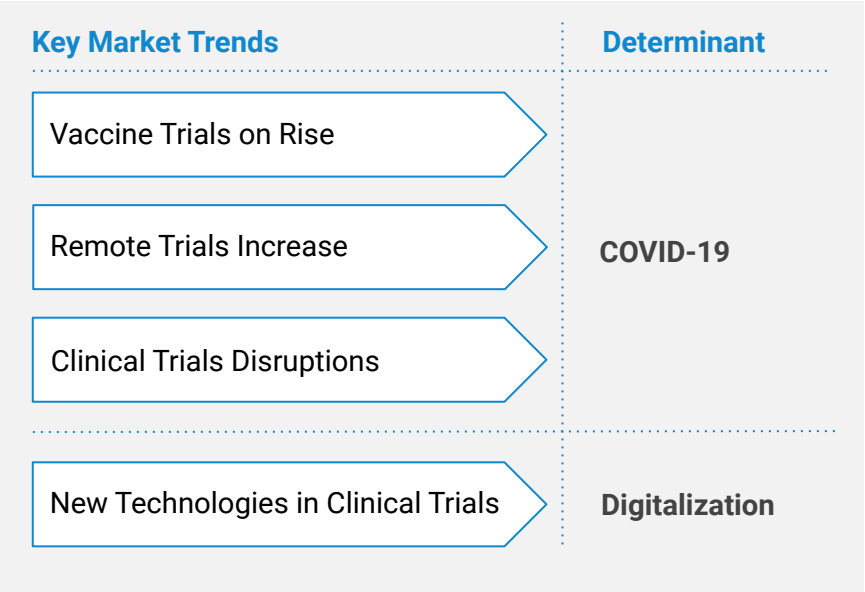 Key Market Trends
Determinant
Vaccine Trials on Rise
Remote Trials Increase
COVID-19
Clinical Trials Disruptions
New Technologies in Clinical Trials
Digitalization